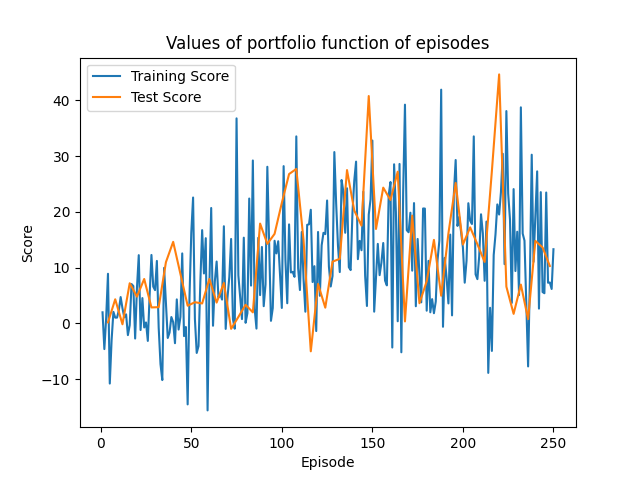 Values of portfolio function of episodes
Training Score
Test Score
40
30
20
10
0
−10
Score
0
50
100
150
200
250
Episode